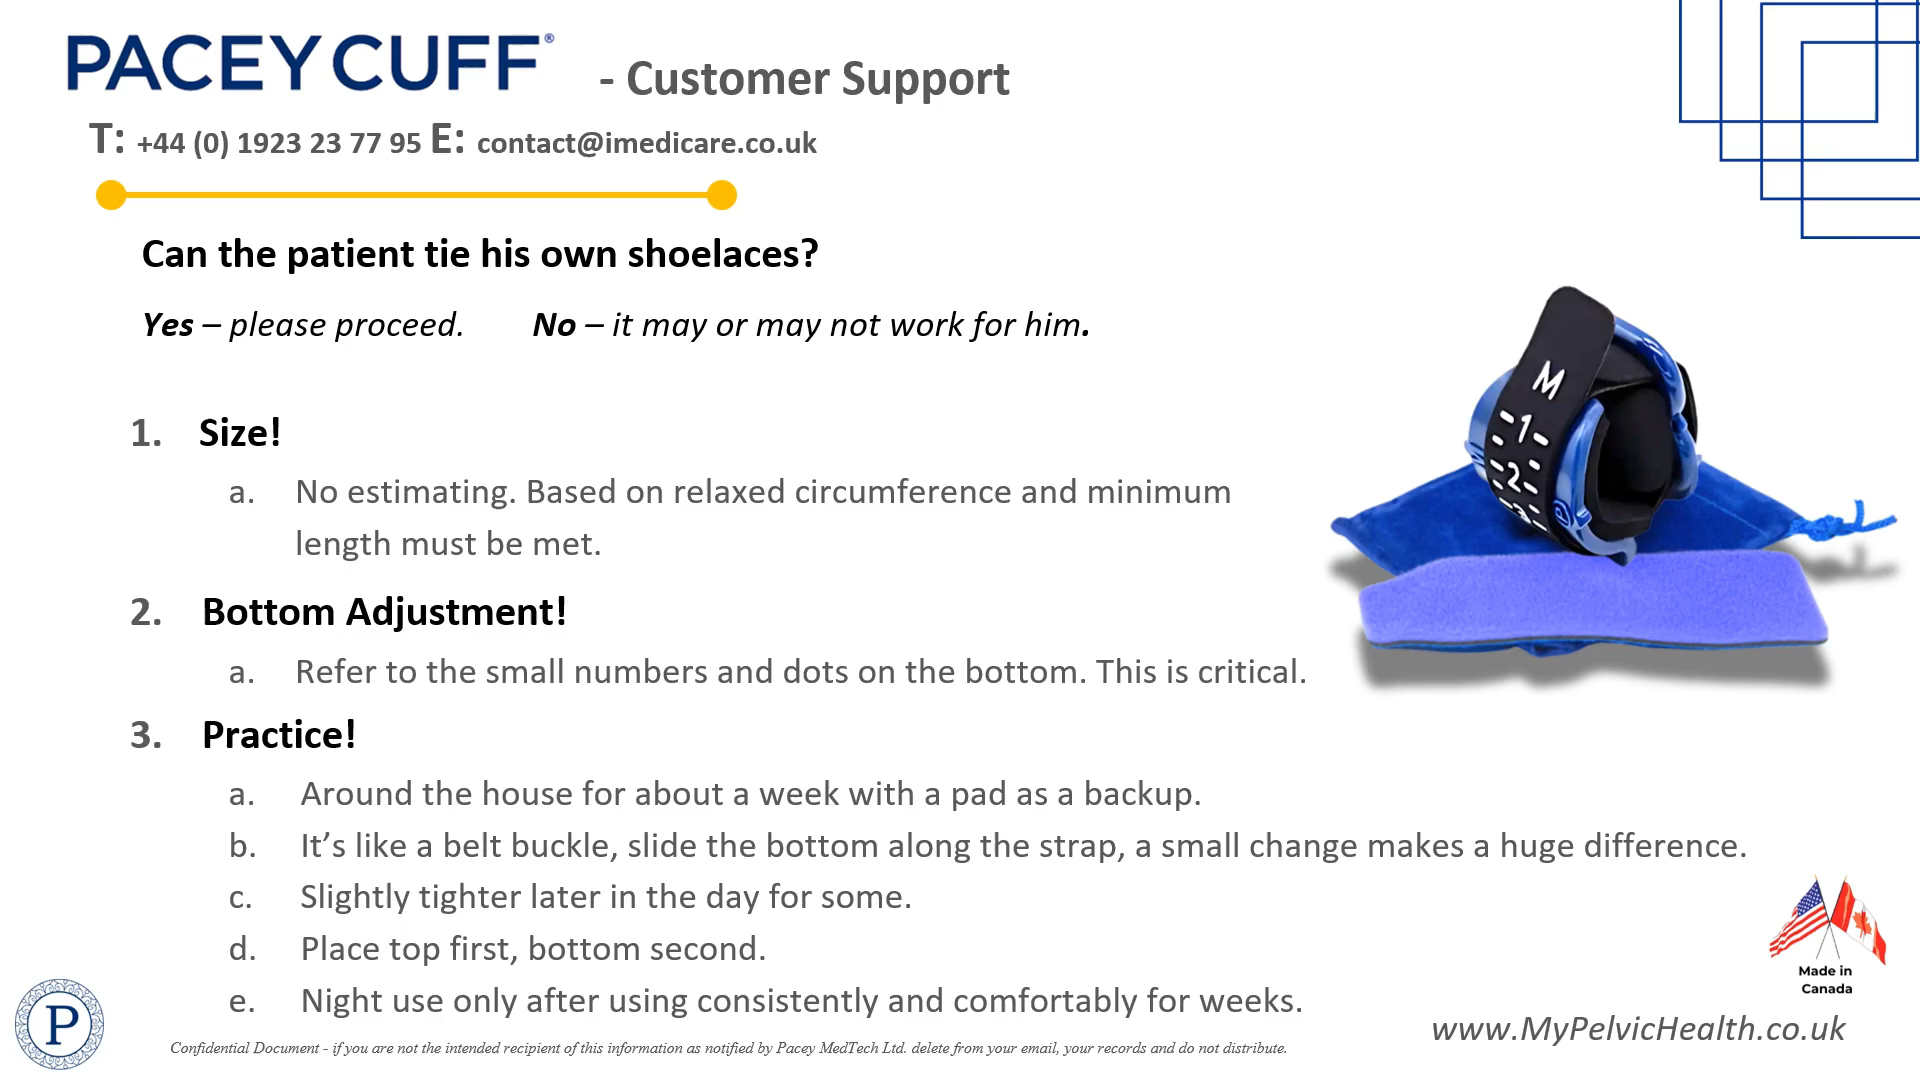 PACEY CUFF® - Customer Support
T: +44 (0) 1923 23 77 95 E: contact@imedicare.co.uk
Can the patient tie his own shoelaces?
Yes – please proceed. No – it may or may not work for him.
1. Size!
a. No estimating. Based on relaxed circumference and minimum
length must be met.
2. Bottom Adjustment!
a. Refer to the small numbers and dots on the bottom. This is critical.
3. Practice!
a. Around the house for about a week with a pad as a backup.
b. It’s like a belt buckle, slide the bottom along the strap, a small change makes a huge difference.
c. Slightly tighter later in the day for some.
d. Place top first, bottom second.
e. Night use only after using consistently and comfortably for weeks.
M
1
2
3
P
Made in
Canada
P
www.MyPelvicHealth.co.uk
Confidential Document - if you are not the intended recipient of this information as notified by Pacey MedTech Ltd. delete from your email, your records and do not distribute.